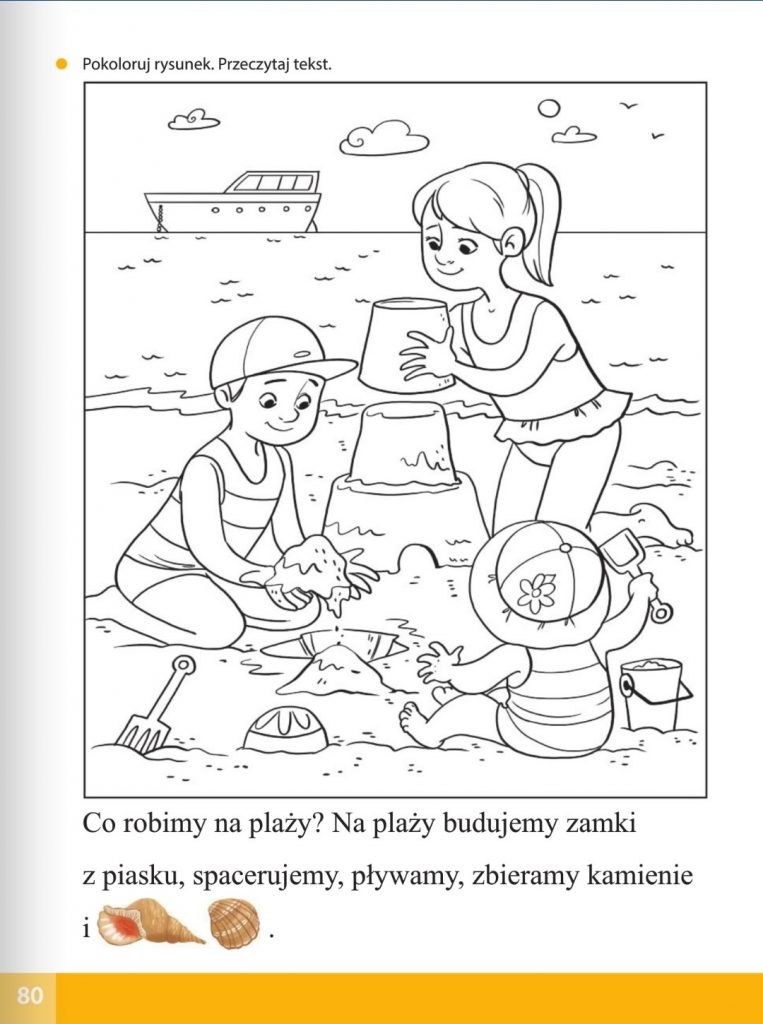 Pokoloruj rysunek. Przeczytaj tekst.
Co robimy na plaży? Na plaży budujemy zamki
z piasku, spacerujemy, pływamy, zbieramy kamienie
i .
80